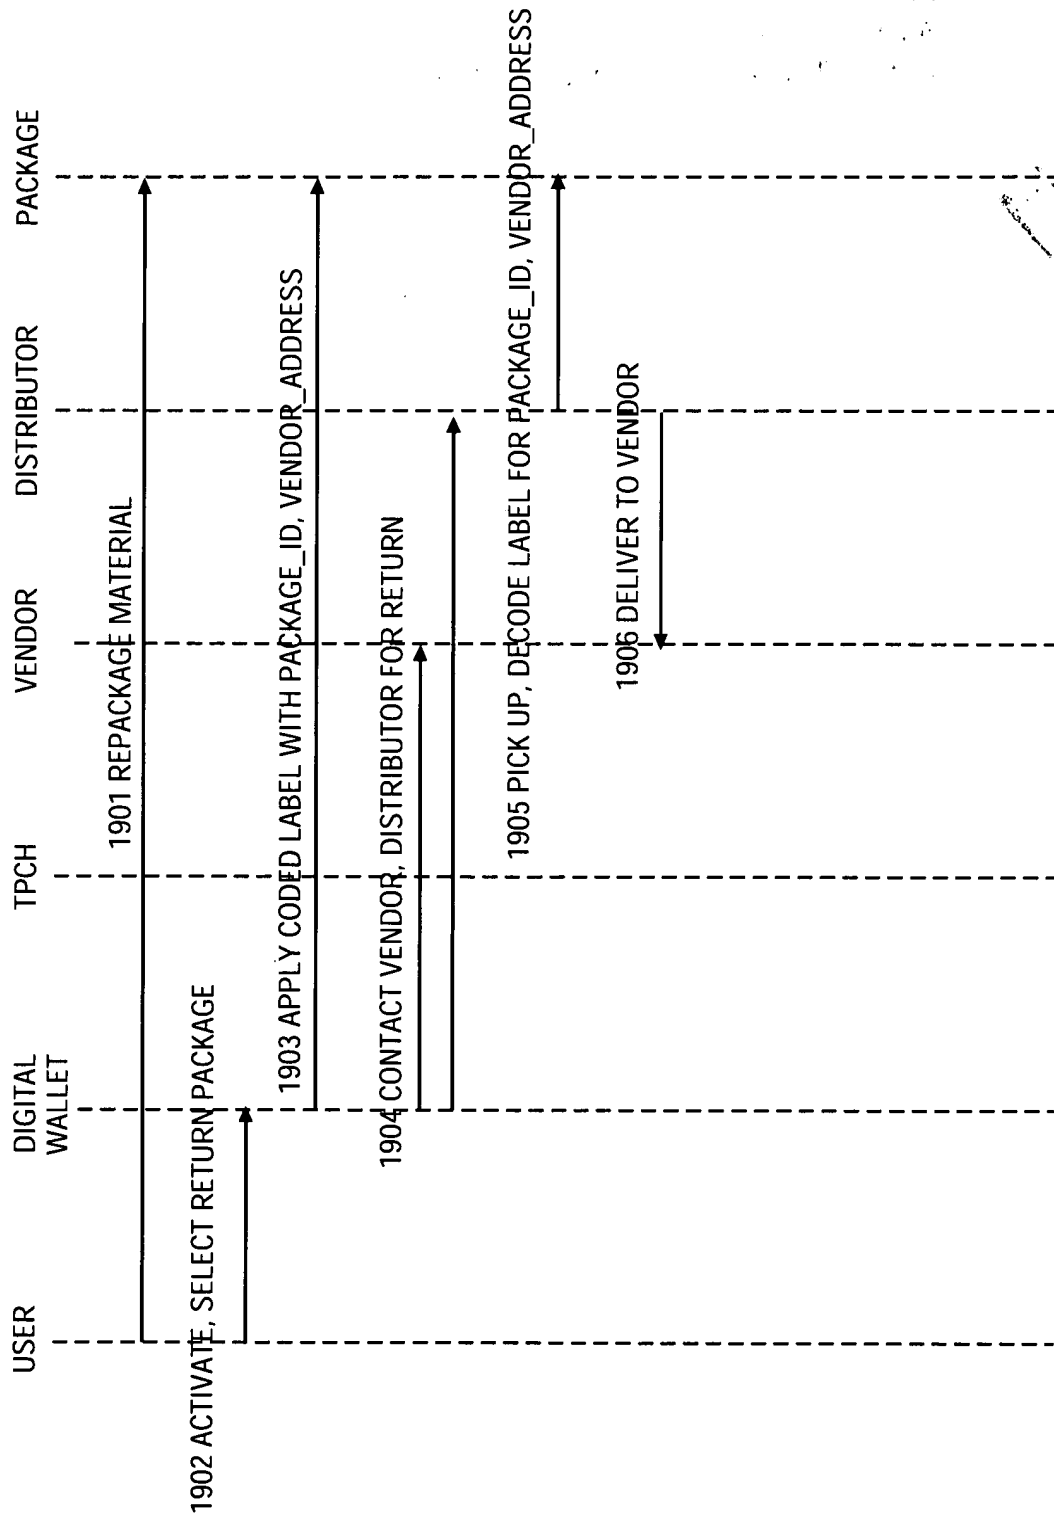 USER
DIGITAL
WALLET
TPCH
VENDOR
DISTRIBUTOR
PACKAGE
1901 REPACKAGE MATERIAL
1902 ACTIVATE, SELECT RETURN PACKAGE
1903 APPLY CODED LABEL WITH PACKAGE_ID, VENDOR_ADDRESS
1904 CONTACT VENDOR, DISTRIBUTOR FOR RETURN
1905 PICK UP, DECODE LABEL FOR PACKAGE_ID, VENDOR_ADDRESS
1906 DELIVER TO VENDOR